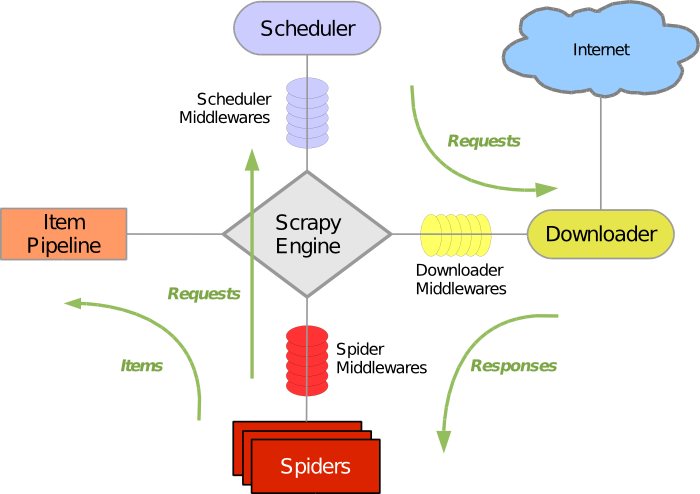 Scheduler
Internet
Scheduler
Middlewares
Requests
Item
Pipeline
Scrapy
Engine
Downloader
Downloader
Middlewares
Requests
Spider
Middlewares
Items
Responses
Spiders